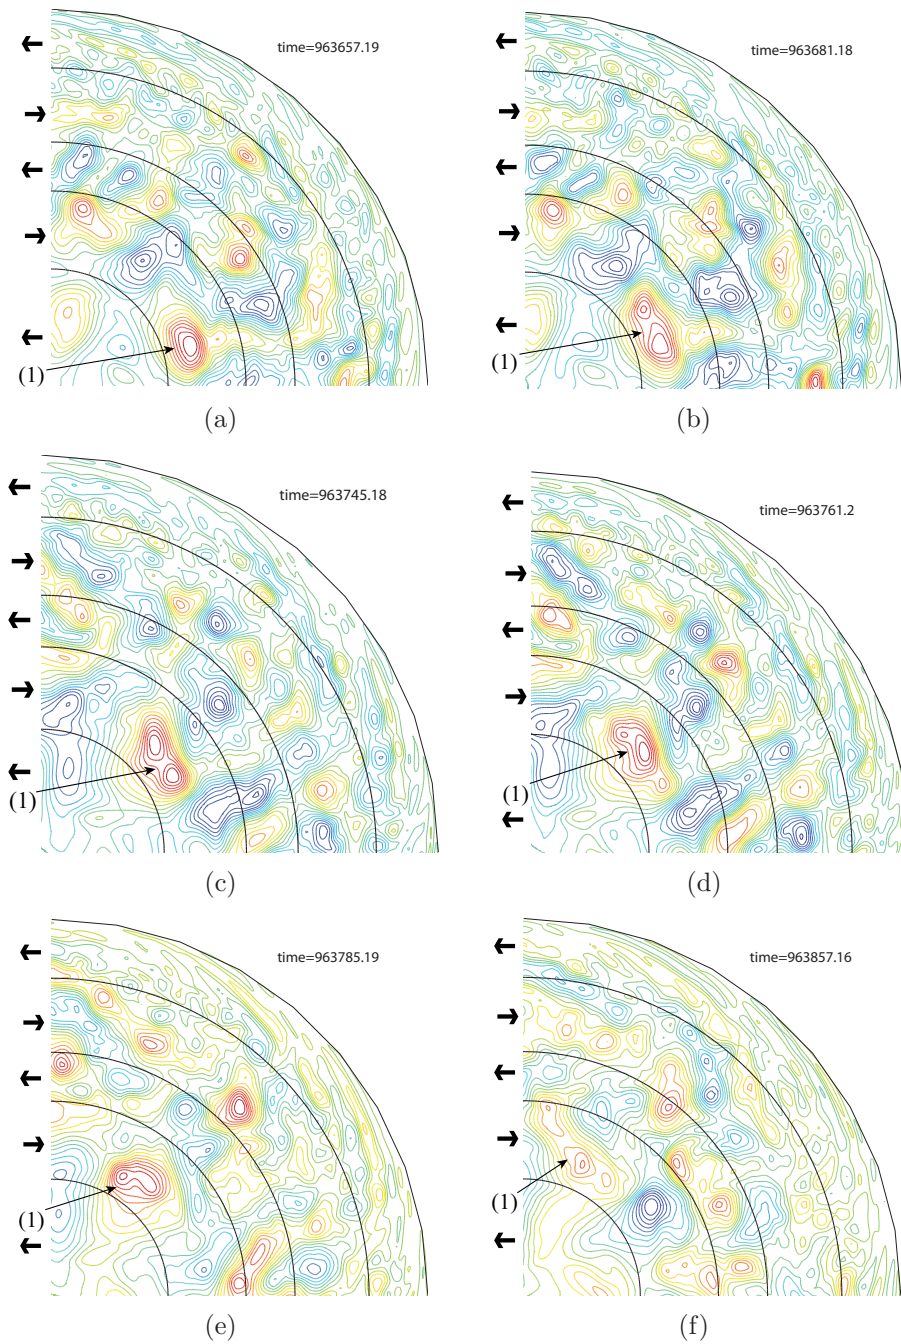 time=963657.19
time=963681.18
(1)
(1)
(a)
(b)
time=963745.18
time=963761.2
(1)
(1)
(c)
(d)
time=963785.19
time=963857.16
(1)
(1)
(e)
(f)